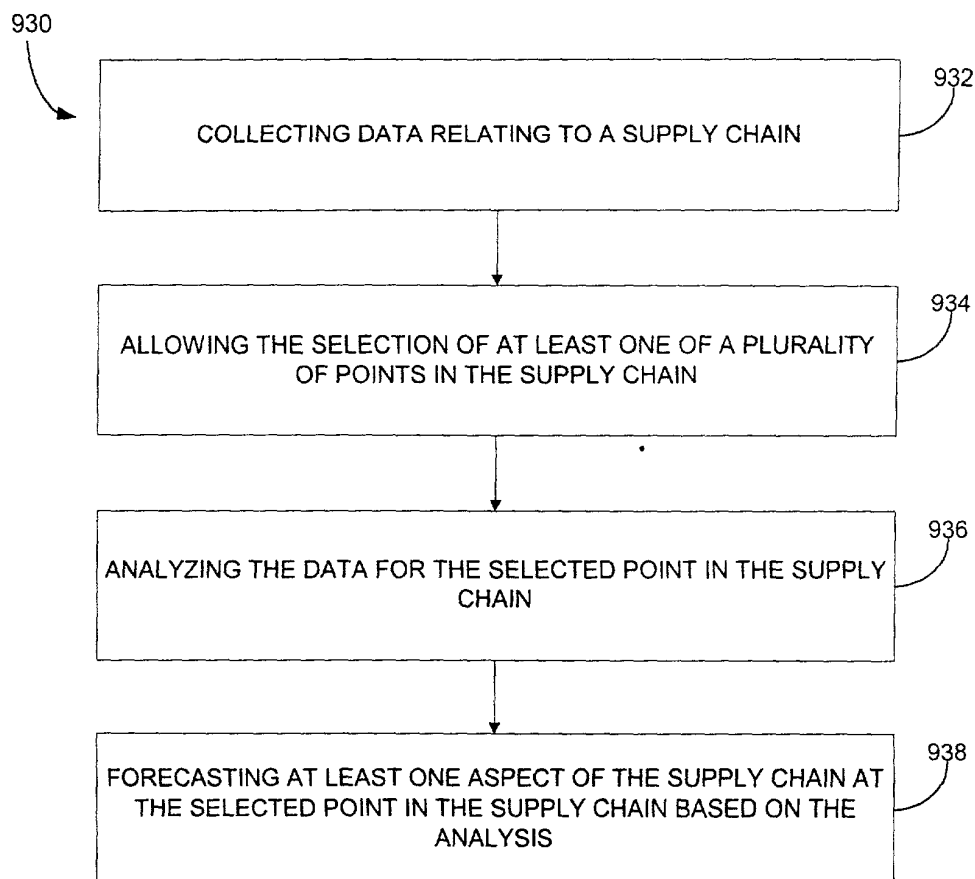 930
932
COLLECTING DATA RELATING TO A SUPPLY CHAIN
934
ALLOWING THE SELECTION OF AT LEAST ONE OF A PLURALITY
OF POINTS IN THE SUPPLY CHAIN
936
ANALYZING THE DATA FOR THE SELECTED POINT IN THE SUPPLY
CHAIN
938
FORECASTING AT LEAST ONE ASPECT OF THE SUPPLY CHAIN AT
THE SELECTED POINT IN THE SUPPLY CHAIN BASED ON THE
ANALYSIS